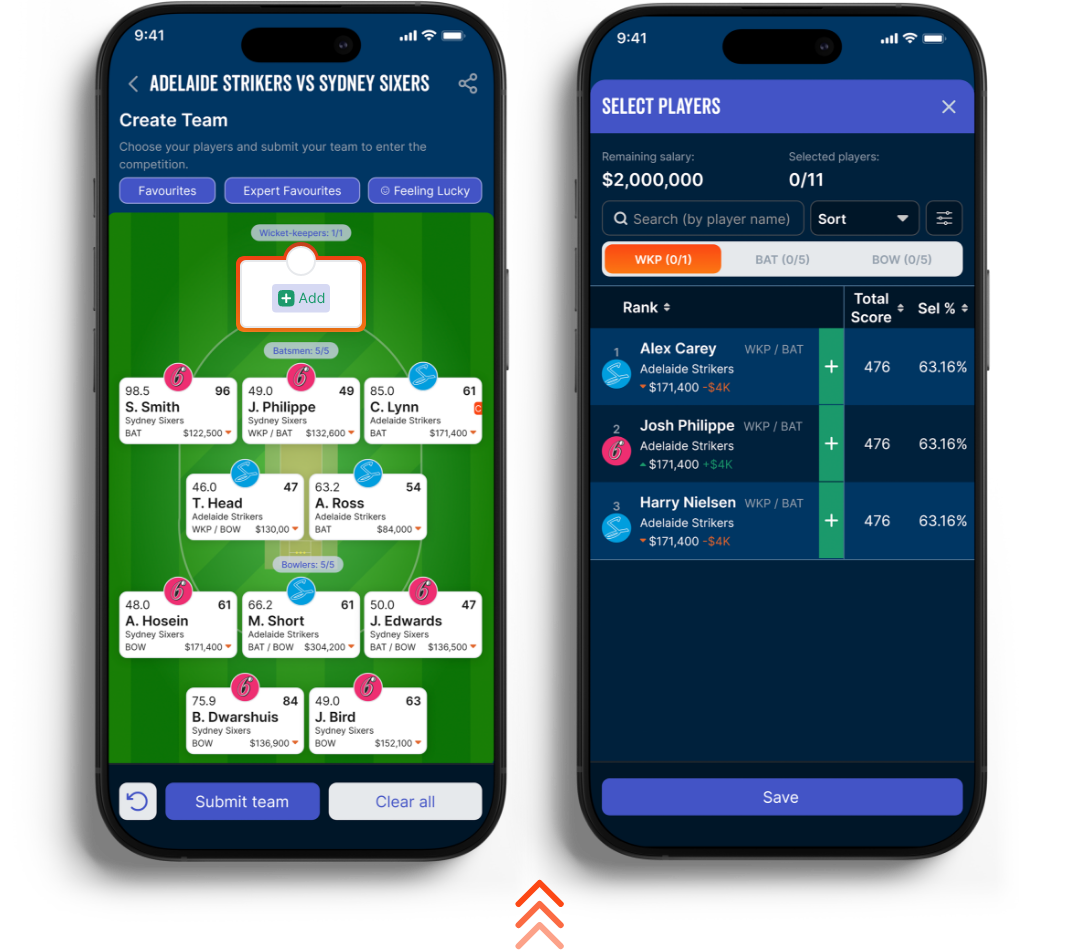 9:41
ADELAIDE STRIKERS VS SYDNEY SIXERS
Create Team
Choose your players and submit your team to enter the
competition.
Favourites
Expert Favourites
Feeling Lucky
Wicket-keepers: 1/1
Add
Batsmen: 5/5
98.5 96
S. Smith
Sydney Sixers
BAT $122,500
49.0 49
J. Philippe
Sydney Sixers
WKP / BAT $132,600
85.0 61
C. Lynn
C
Adelaide Strikers
BAT $171,400
46.0 47
T. Head
Adelaide Strikers
WKP / BOW $130,00
63.2 54
A. Ross
Adelaide Strikers
BAT $84,000
Bowlers: 5/5
48.0 61
A. Hosein
Sydney Sixers
BOW $171,400
66.2 61
M. Short
Adelaide Strikers
BAT / BOW $304,200
50.0 47
J. Edwards
Sydney Sixers
BAT / BOW $136,500
75.9 84
B. Dwarshuis
Sydney Sixers
BOW $136,900
49.0 63
J. Bird
Sydney Sixers
BOW $152,100
Submit team
Clear all
9:41
SELECT PLAYERS
Remaining salary:
$2,000,000
Selected players:
0/11
Search (by player name)
Sort
WKP (0/1)
BAT (0/5)
BOW (0/5)
Rank
Total
Score
Sel %
1
Alex Carey WKP / BAT
Adelaide Strikers
$171,400 -$4K
+
476
63.16%
2
Josh Philippe WKP / BAT
Adelaide Strikers
$171,400 +$4K
+
476
63.16%
3
Harry Nielsen WKP / BAT
Adelaide Strikers
$171,400 -$4K
+
476
63.16%
Save